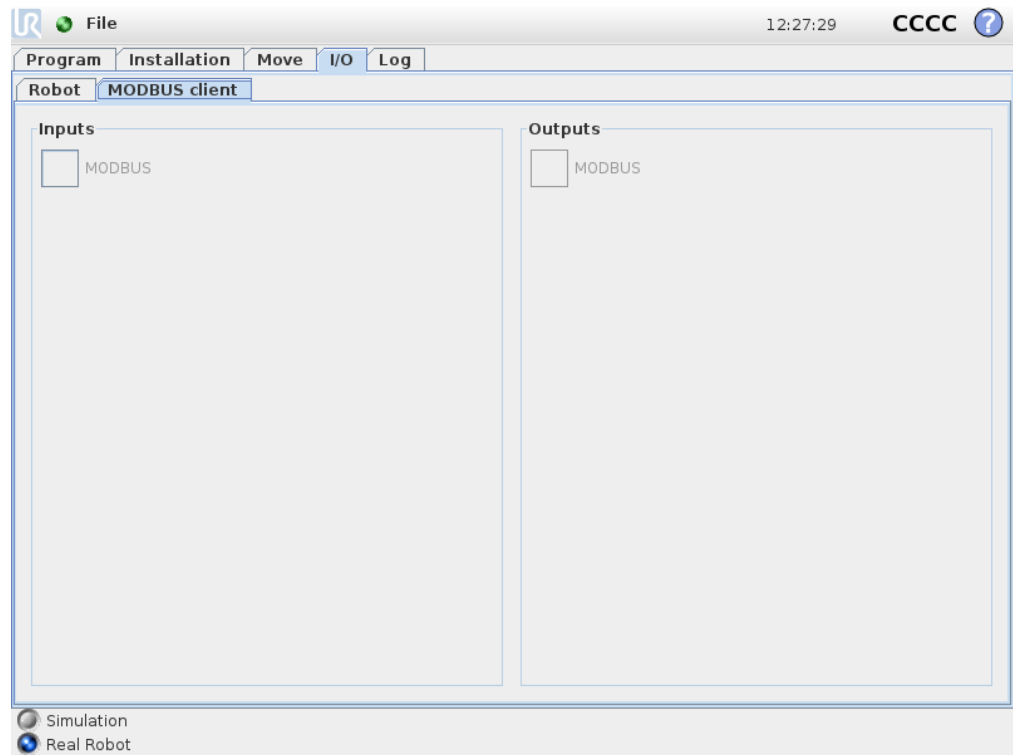 UR File 12:27:29 CCCC ?
Program Installation Move I/O Log
Robot MODBUS client
Inputs Outputs
MODBUS MODBUS
Simulation
Real Robot